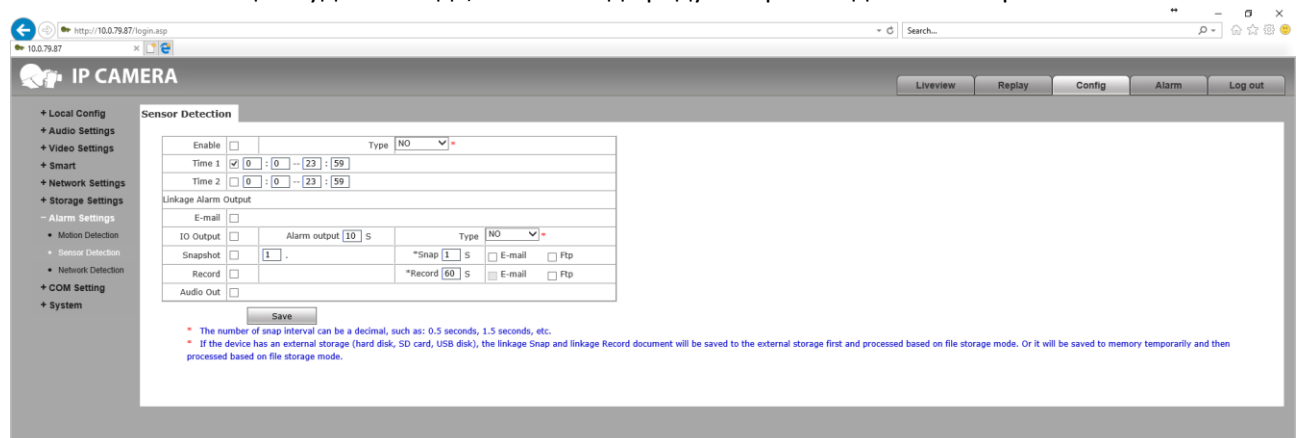 http://10.0.79.87/login.asp
Search...
10.0.79.87
IP CAMERA
Liveview Replay Config Alarm Log out
+ Local Config
+ Audio Settings
+ Video Settings
+ Smart
+ Network Settings
+ Storage Settings
− Alarm Settings
• Motion Detection
• Sensor Detection
• Network Detection
+ COM Setting
+ System
Sensor Detection
Enable Type NO *
Time 1 0 : 0 -- 23 : 59
Time 2 0 : 0 -- 23 : 59
Linkage Alarm Output
E-mail
IO Output Alarm output 10 S Type NO *
Snapshot 1 . *Snap 1 S E-mail Ftp
Record *Record 60 S E-mail Ftp
Audio Out
Save
* The number of snap interval can be a decimal, such as: 0.5 seconds, 1.5 seconds, etc.
* If the device has an external storage (hard disk, SD card, USB disk), the linkage Snap and linkage Record document will be saved to the external storage first and processed based on file storage mode. Or it will be saved to memory temporarily and then
processed based on file storage mode.